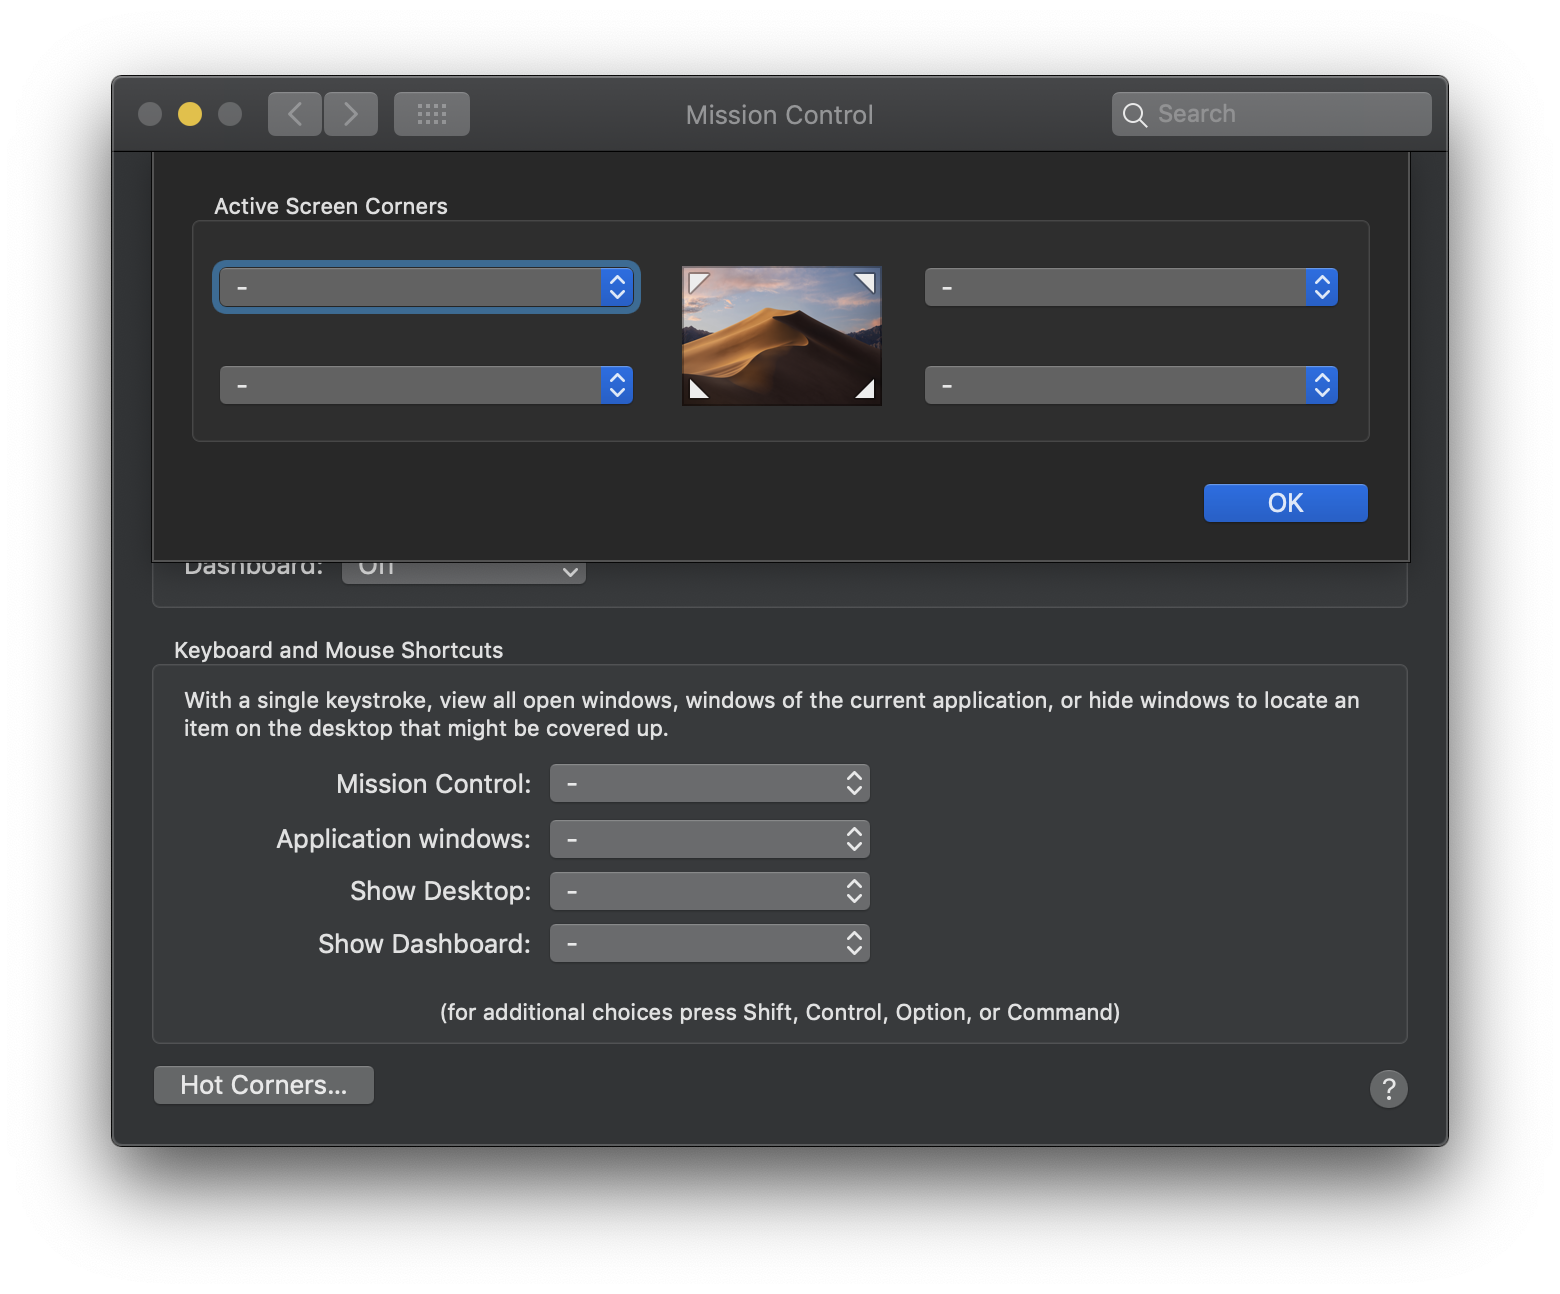 Mission Control
Search
Active Screen Corners
-
-
-
-
OK
Dashboard: Off
Keyboard and Mouse Shortcuts
With a single keystroke, view all open windows, windows of the current application, or hide windows to locate an
item on the desktop that might be covered up.
Mission Control: -
Application windows: -
Show Desktop: -
Show Dashboard: -
(for additional choices press Shift, Control, Option, or Command)
Hot Corners...
?